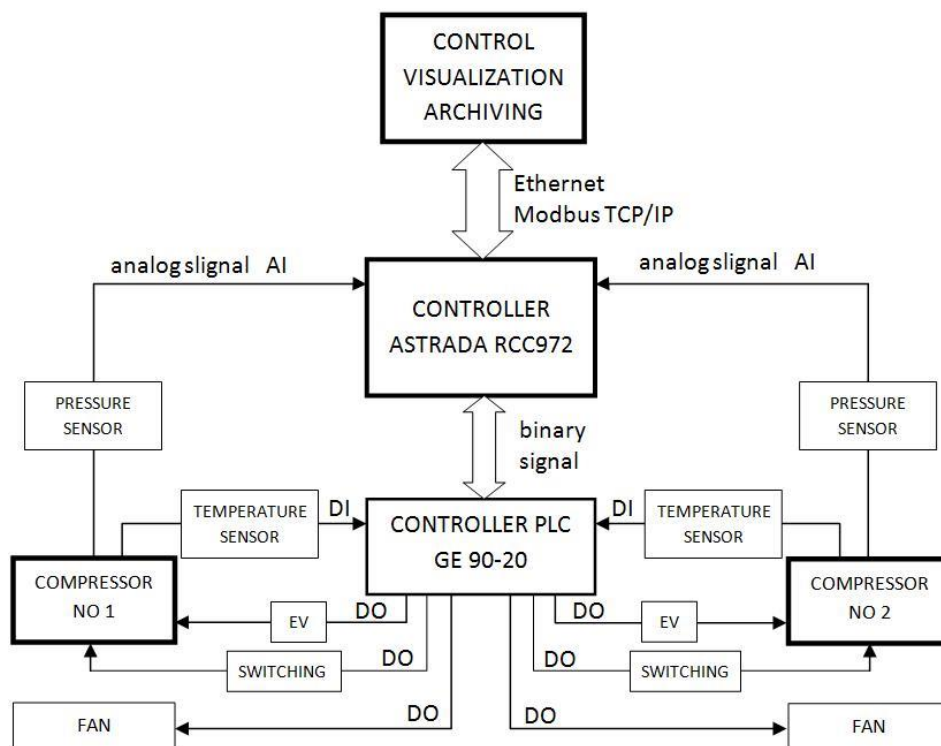 CONTROL
VISUALIZATION
ARCHIVING
Ethernet
Modbus TCP/IP
analog slignal AI
analog slignal AI
CONTROLLER
ASTRADA RCC972
PRESSURE
SENSOR
PRESSURE
SENSOR
binary
signal
TEMPERATURE
SENSOR
DI
CONTROLLER PLC
GE 90-20
DI
TEMPERATURE
SENSOR
COMPRESSOR
NO 1
EV
DO
DO
EV
COMPRESSOR
NO 2
SWITCHING
DO
DO
SWITCHING
FAN
DO
DO
FAN